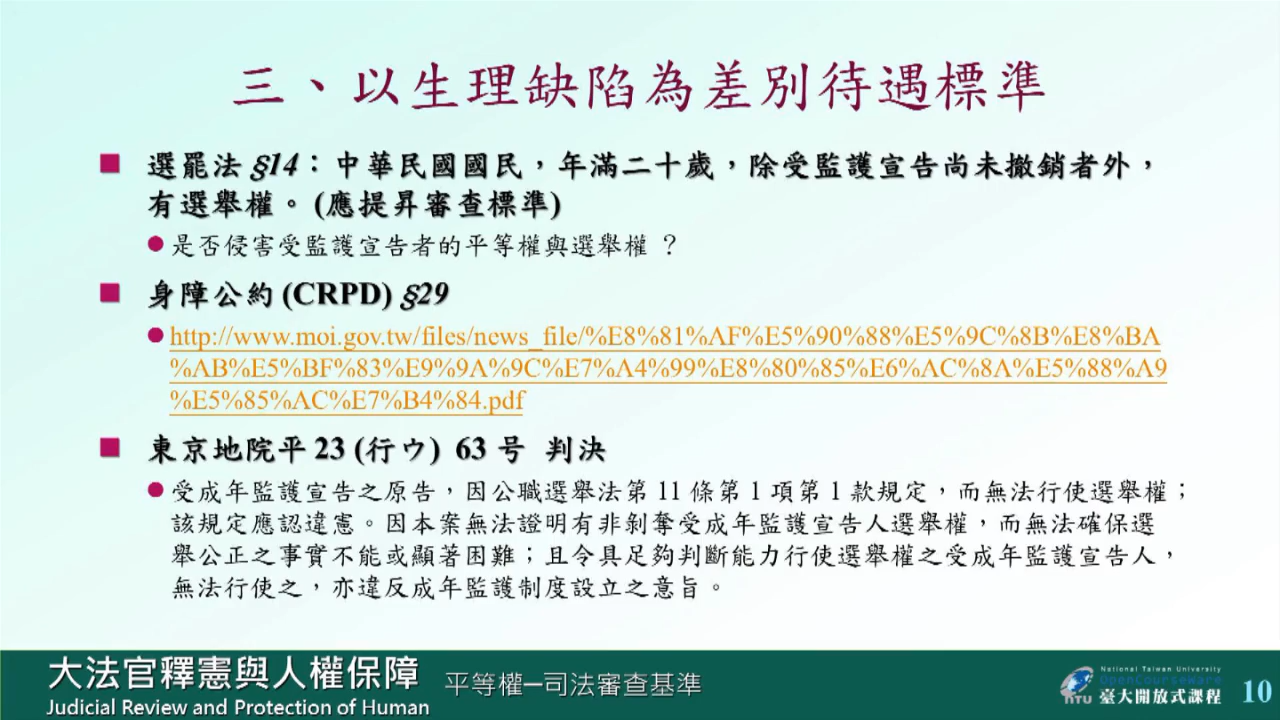 三、以生理缺陷為差別待遇標準
選罷法 §14：中華民國國民，年滿二十歲，除受監護宣告尚未撤銷者外，
有選舉權。(應提昇審查標準)
是否侵害受監護宣告者的平等權與選舉權 ？
身障公約 (CRPD) §29
http://www.moi.gov.tw/files/news_file/%E8%81%AF%E5%90%88%E5%9C%8B%E8%BA
%AB%E5%BF%83%E9%9A%9C%E7%A4%99%E8%80%85%E6%AC%8A%E5%88%A9
%E5%85%AC%E7%B4%84.pdf
東京地院平 23 (行ウ) 63 号 判決
受成年監護宣告之原告，因公職選舉法第 11 條第 1 項第 1 款規定，而無法行使選舉權；
該規定應認違憲。因本案無法證明有非剝奪受成年監護宣告人選舉權，而無法確保選
舉公正之事實不能或顯著困難；且令具足夠判斷能力行使選舉權之受成年監護宣告人，
無法行使之，亦違反成年監護制度設立之意旨。
大法官釋憲與人權保障 平等權─司法審查基準
Judicial Review and Protection of Human
National Taiwan University
OpenCourseWare
NTU 臺大開放式課程 10